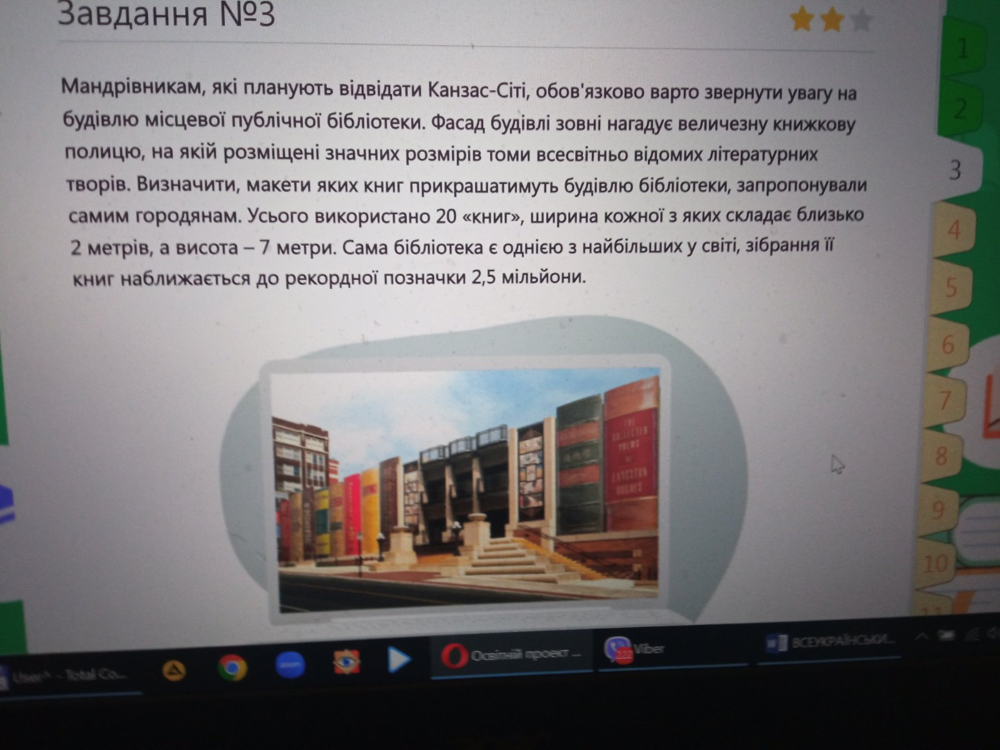 Завдання №3
Мандрівникам, які планують відвідати Канзас-Сіті, обов'язково варто звернути увагу на
будівлю місцевої публічної бібліотеки. Фасад будівлі зовні нагадує величезну книжкову
полицю, на якій розміщені значних розмірів томи всесвітньо відомих літературних
творів. Визначити, макети яких книг прикрашатимуть будівлю бібліотеки, запропонували
самим городянам. Усього використано 20 «книг», ширина кожної з яких складає близько
2 метрів, а висота – 7 метри. Сама бібліотека є однією з найбільших у світі, зібрання її
книг наближається до рекордної позначки 2,5 мільйони.
THE
COLLECTED
POEMS
OF
LANGSTON
HUGHES
1
2
3
4
5
6
7
8
9
10
11
User^ - Total Co...
zoom
Освітній проект ...
222
Viber
ВСЕУКРАЇНСЬКИ...